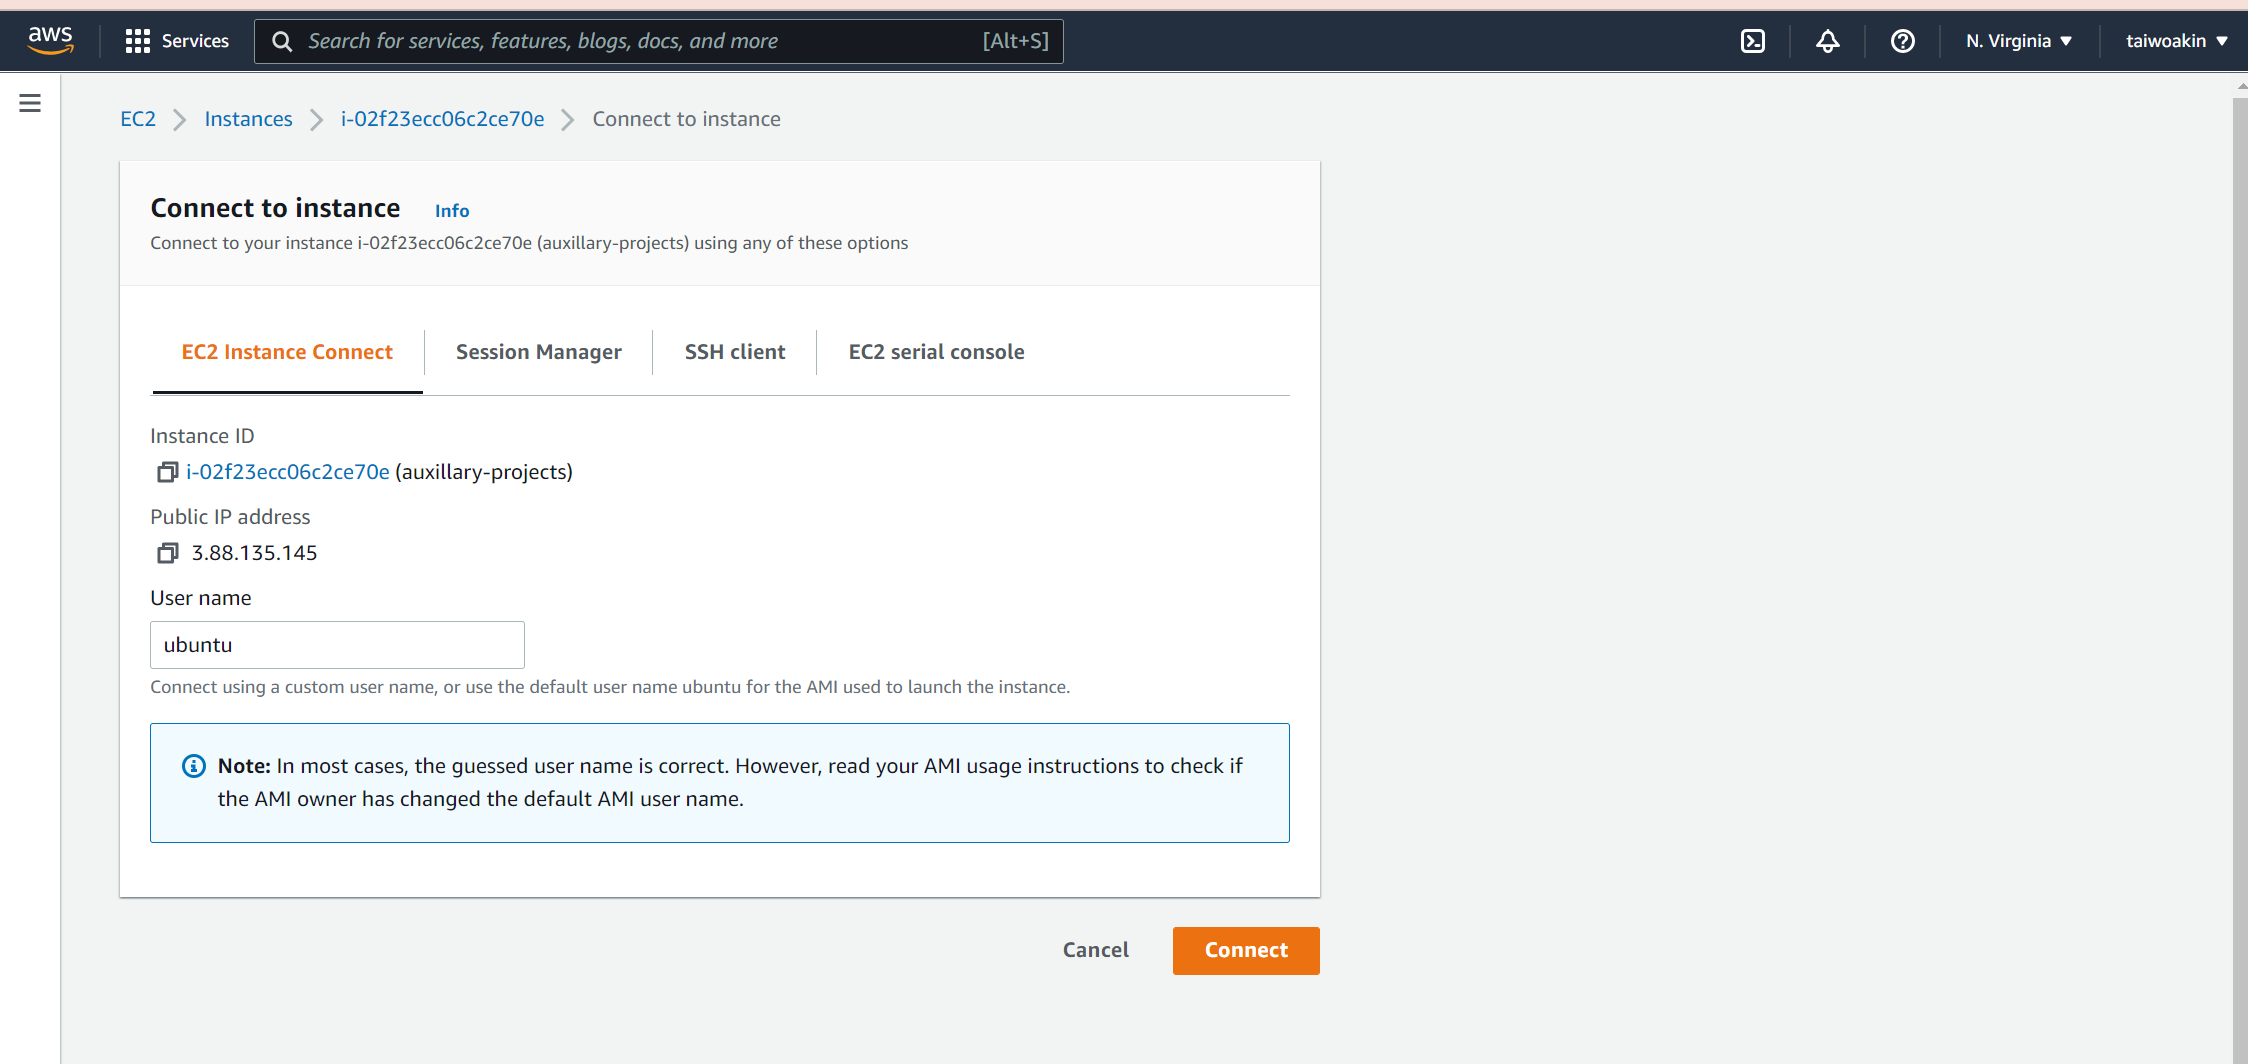 aws Services Search for services, features, blogs, docs, and more [Alt+S] N. Virginia taiwoakin
EC2 Instances i-02f23ecc06c2ce70e Connect to instance
Connect to instance Info
Connect to your instance i-02f23ecc06c2ce70e (auxillary-projects) using any of these options
EC2 Instance Connect Session Manager SSH client EC2 serial console
Instance ID
i-02f23ecc06c2ce70e (auxillary-projects)
Public IP address
3.88.135.145
User name
ubuntu
Connect using a custom user name, or use the default user name ubuntu for the AMI used to launch the instance.
Note: In most cases, the guessed user name is correct. However, read your AMI usage instructions to check if
the AMI owner has changed the default AMI user name.
Cancel Connect